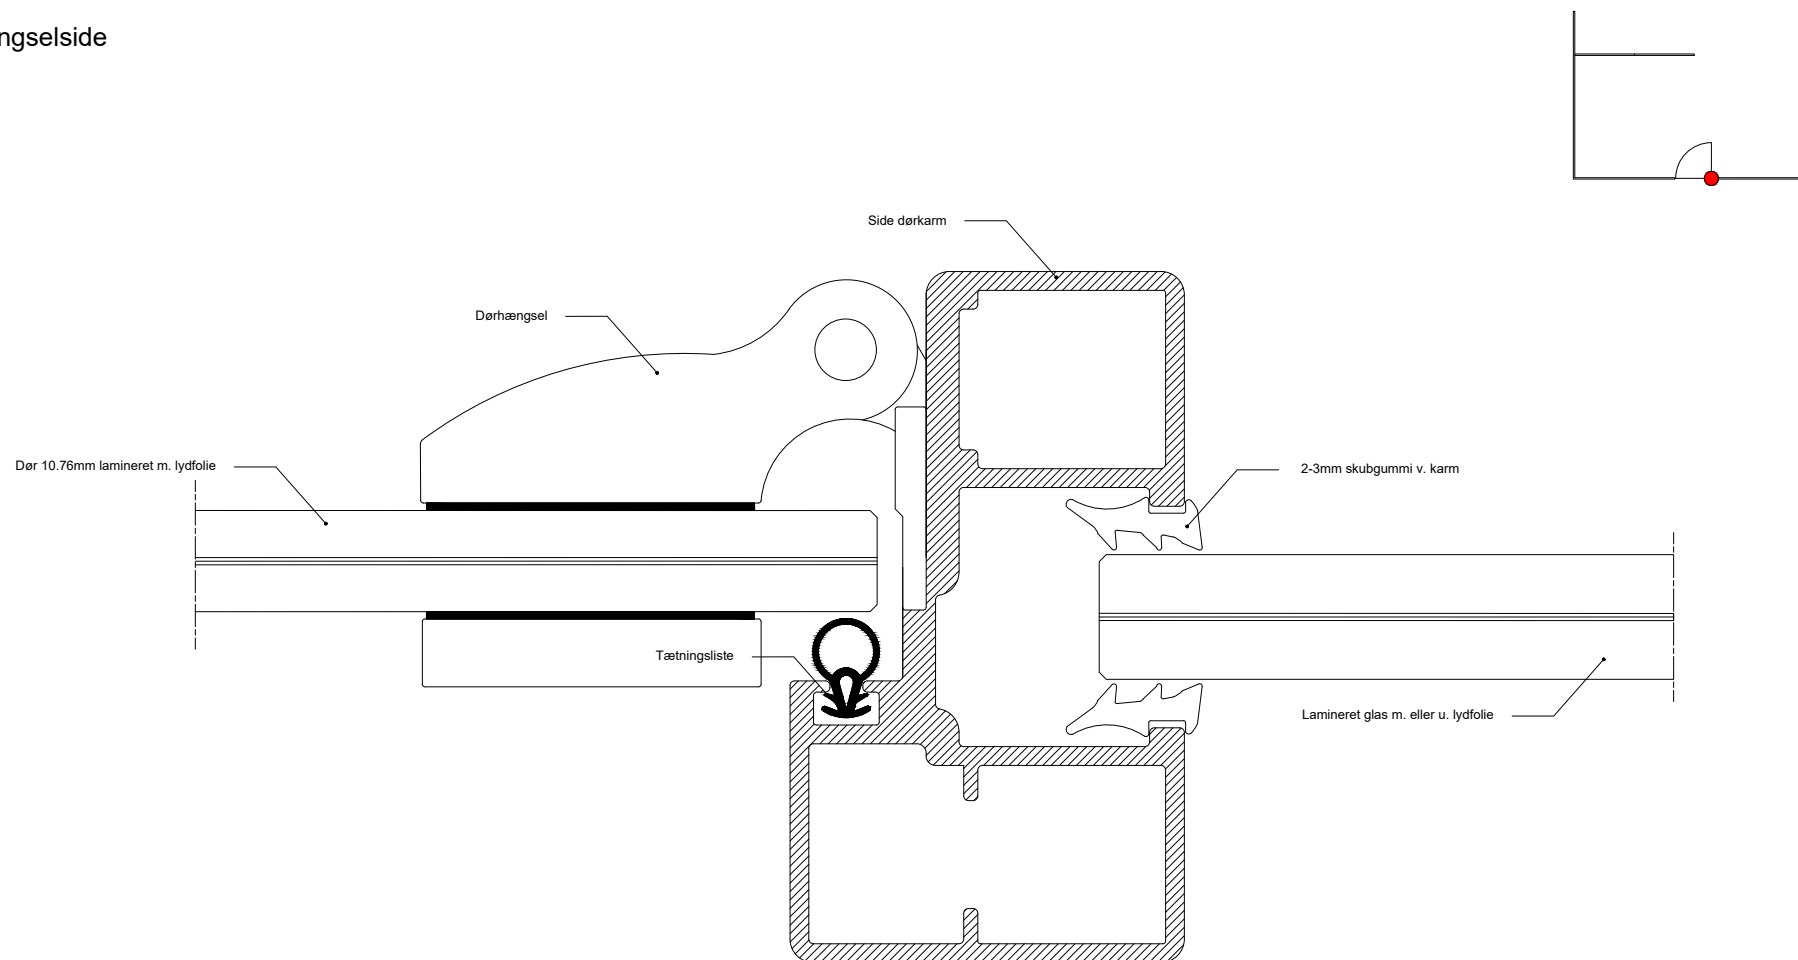 ngselside
Side dørkarm
Dørhængsel
Dør 10.76mm lamineret m. lydfolie
2-3mm skubgummi v. karm
Tætningsliste
Lamineret glas m. eller u. lydfolie